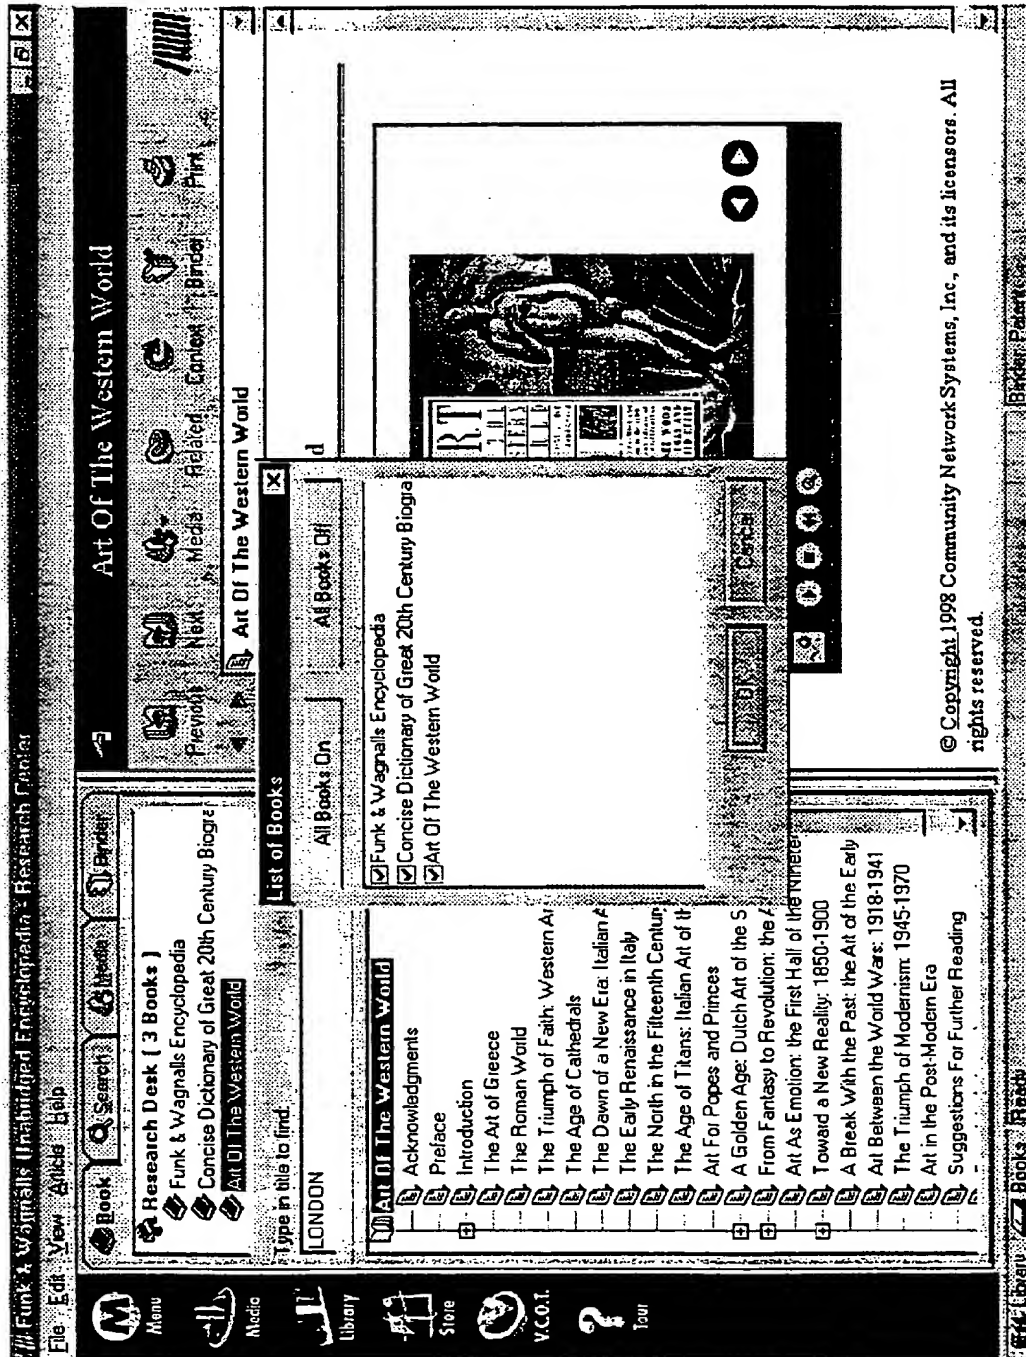 Funk & Wagnalls Unabridged Encyclopedia - Research Center
File Edit View Article Help
Menu
Media
Library
Store
V.C.O.T.
Tour
Book Search Media Binder
Research Desk [ 3 Books ]
Funk & Wagnalls Encyclopedia
Concise Dictionary of Great 20th Century Biogra
Art Of The Western World
Type in title to find
LONDON
Art Of The Western World
Acknowledgments
Preface
Introduction
The Art of Greece
The Roman World
The Triumph of Faith: Western Ar
The Age of Cathedrals
The Dawn of a New Era: Italian A
The Early Renaissance in Italy
The North in the Fifteenth Centur
The Age of Titans: Italian Art of th
Art For Popes and Princes
A Golden Age: Dutch Art of the S
From Fantasy to Revolution: the A
Art As Emotion: the First Half of the Nineteen
Toward a New Reality: 1850-1900
A Break With the Past: the Art of the Early
Art Between the World Wars: 1918-1941
The Triumph of Modernism: 1945-1970
Art in the Post-Modern Era
Suggestions For Further Reading
Art Of The Western World
Previous Next Media Related Context Binder Print
Art Of The Western World
d
List of Books
All Books On All Books Off
Funk & Wagnalls Encyclopedia
Concise Dictionary of Great 20th Century Biogra
Art Of The Western World
OK Cancel
© Copyright 1998 Community Network Systems, Inc., and its licensors. All
rights reserved.
Library Books Ready Binder: Patent